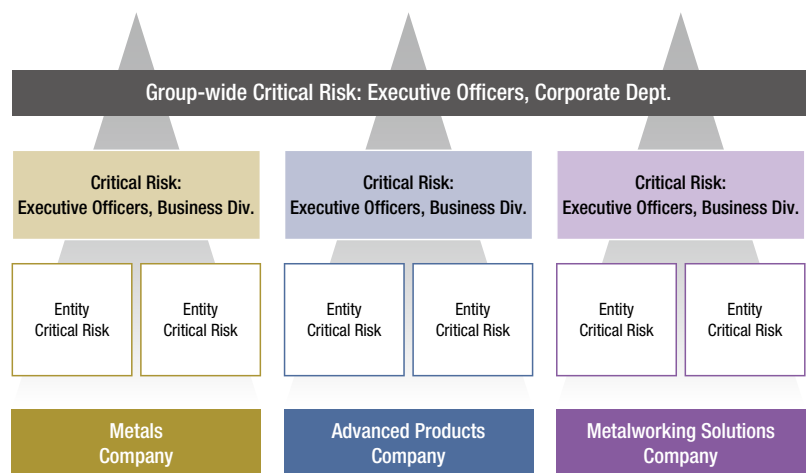 Group-wide Critical Risk: Executive Officers, Corporate Dept.
Critical Risk:
Executive Officers, Business Div.
Critical Risk:
Executive Officers, Business Div.
Critical Risk:
Executive Officers, Business Div.
Entity
Critical Risk
Entity
Critical Risk
Entity
Critical Risk
Entity
Critical Risk
Entity
Critical Risk
Entity
Critical Risk
Metals
Company
Advanced Products
Company
Metalworking Solutions
Company